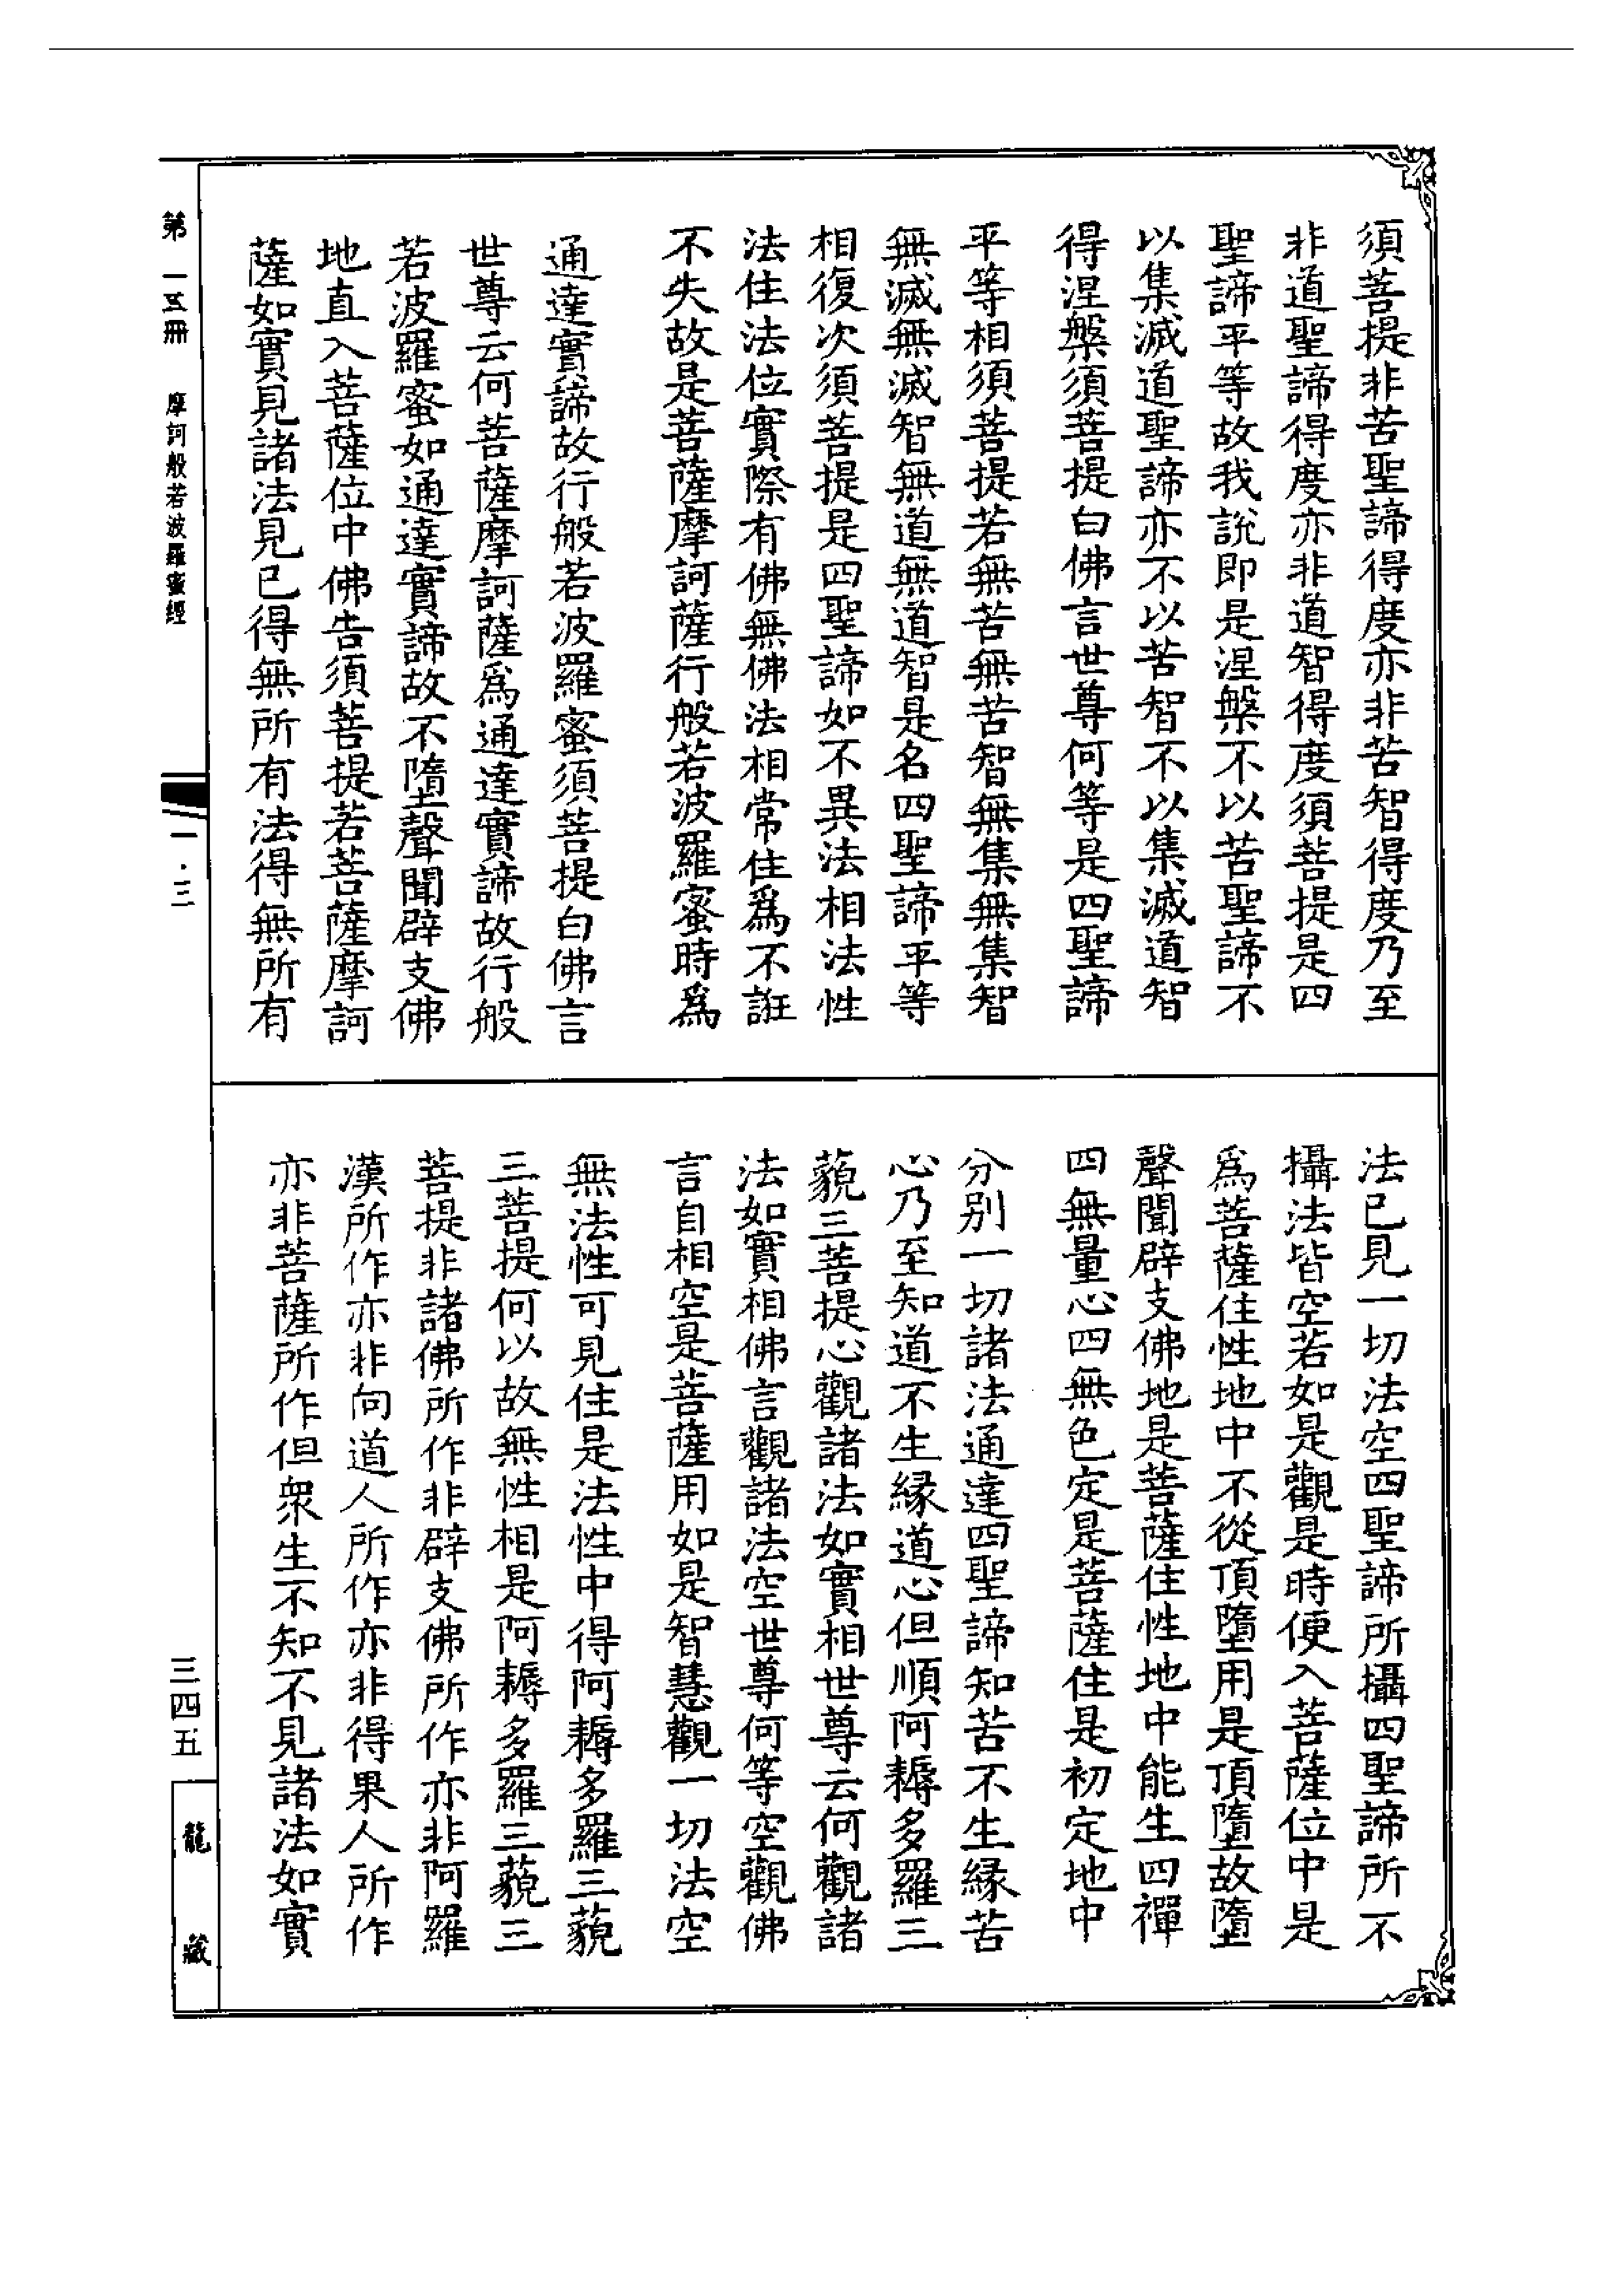 須菩提非苦聖諦得度亦非苦智得度乃至
非道聖諦得度亦非道智得度須菩提是四
聖諦平等故我說即是涅槃不以苦聖諦不
以集滅道聖諦亦不以苦智不以集滅道智
得涅槃須菩提白佛言世尊何等是四聖諦
平等相須菩提若無苦無苦智無集無集智
無滅無滅智無道無道智是名四聖諦平等
相復次須菩提是四聖諦如不異法相法性
法住法位實際有佛無佛法相常住爲不誑
不失故是菩薩摩訶薩行般若波羅蜜時爲
通達實諦故行般若波羅蜜須菩提白佛言
世尊云何菩薩摩訶薩爲通達實諦故行般
若波羅蜜如通達實諦故不墮聲聞辟支佛
地直入菩薩位中佛告須菩提若菩薩摩訶
薩如實見諸法見已得無所有法得無所有
法已見一切法空四聖諦所攝四聖諦所不
攝法皆空若如是觀是時便入菩薩位中是
爲菩薩住性地中不從頂墮用是頂墮故墮
聲聞辟支佛地是菩薩住性地中能生四禪
四無量心四無色定是菩薩住是初定地中
分別一切諸法通達四聖諦知苦不生緣苦
心乃至知道不生緣道心但順阿耨多羅三
藐三菩提心觀諸法如實相世尊云何觀諸
法如實相佛言觀諸法空世尊何等空觀佛
言自相空是菩薩用如是智慧觀一切法空
無法性可見住是法性中得阿耨多羅三藐
三菩提何以故無性相是阿耨多羅三藐三
菩提非諸佛所作非辟支佛所作亦非阿羅
漢所作亦非向道人所作亦非得果人所作
亦非菩薩所作但眾生不知不見諸法如實
第一五冊 摩訶般若波羅蜜經
一·三
三四五
龍藏